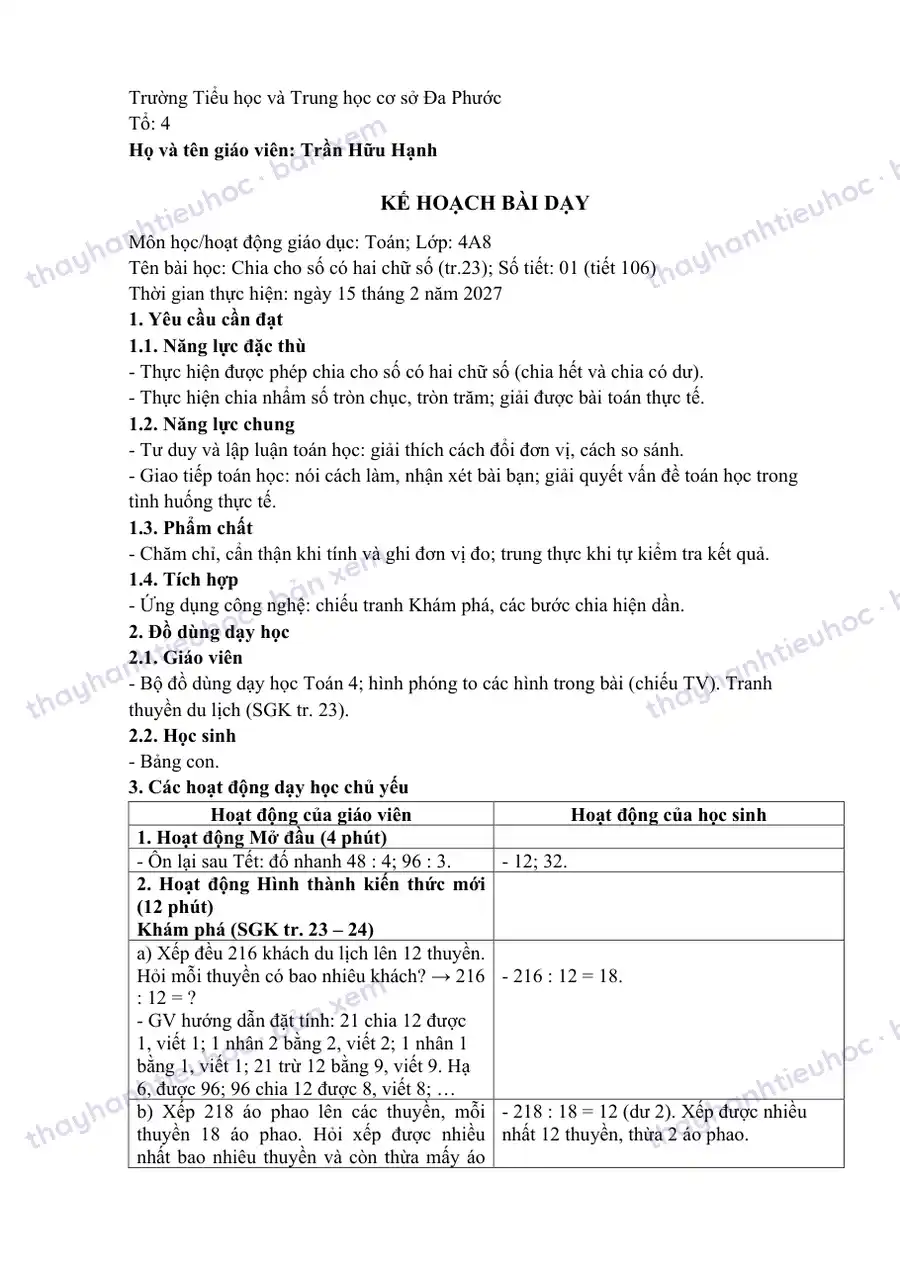 Trường Tiểu học và Trung học cơ sở Đa Phước
Tổ: 4
Họ và tên giáo viên: Trần Hữu Hạnh
KẾ HOẠCH BÀI DẠY
Môn học/hoạt động giáo dục: Toán; Lớp: 4A8
Tên bài học: Chia cho số có hai chữ số (tr.23); Số tiết: 01 (tiết 106)
Thời gian thực hiện: ngày 15 tháng 2 năm 2027
1. Yêu cầu cần đạt
1.1. Năng lực đặc thù
- Thực hiện được phép chia cho số có hai chữ số (chia hết và chia có dư).
- Thực hiện chia nhẩm số tròn chục, tròn trăm; giải được bài toán thực tế.
1.2. Năng lực chung
- Tư duy và lập luận toán học: giải thích cách đổi đơn vị, cách so sánh.
- Giao tiếp toán học: nói cách làm, nhận xét bài bạn; giải quyết vấn đề toán học trong
tình huống thực tế.
1.3. Phẩm chất
- Chăm chỉ, cẩn thận khi tính và ghi đơn vị đo; trung thực khi tự kiểm tra kết quả.
1.4. Tích hợp
- Ứng dụng công nghệ: chiếu tranh Khám phá, các bước chia hiện dần.
2. Đồ dùng dạy học
2.1. Giáo viên
- Bộ đồ dùng dạy học Toán 4; hình phóng to các hình trong bài (chiếu TV). Tranh
thuyền du lịch (SGK tr. 23).
2.2. Học sinh
- Bảng con.
3. Các hoạt động dạy học chủ yếu
Hoạt động của giáo viên
Hoạt động của học sinh
1. Hoạt động Mở đầu (4 phút)
- Ôn lại sau Tết: đố nhanh 48 : 4; 96 : 3.
- 12; 32.
2. Hoạt động Hình thành kiến thức mới
(12 phút)
Khám phá (SGK tr. 23 – 24)
a) Xếp đều 216 khách du lịch lên 12 thuyền.
Hỏi mỗi thuyền có bao nhiêu khách? → 216
: 12 = ?
- GV hướng dẫn đặt tính: 21 chia 12 được
1, viết 1; 1 nhân 2 bằng 2, viết 2; 1 nhân 1
bằng 1, viết 1; 21 trừ 12 bằng 9, viết 9. Hạ
6, được 96; 96 chia 12 được 8, viết 8; …
- 216 : 12 = 18.
b) Xếp 218 áo phao lên các thuyền, mỗi
thuyền 18 áo phao. Hỏi xếp được nhiều
nhất bao nhiêu thuyền và còn thừa mấy áo
- 218 : 18 = 12 (dư 2). Xếp được nhiều
nhất 12 thuyền, thừa 2 áo phao.
thayhanhtieuhoc · bản xem
thayhanhtieuhoc · b
thayhanhtieuhoc · bản xem
thayhanhtieuhoc · b
thayhanhtieuhoc · bản xem
thayhanhtieuhoc · b